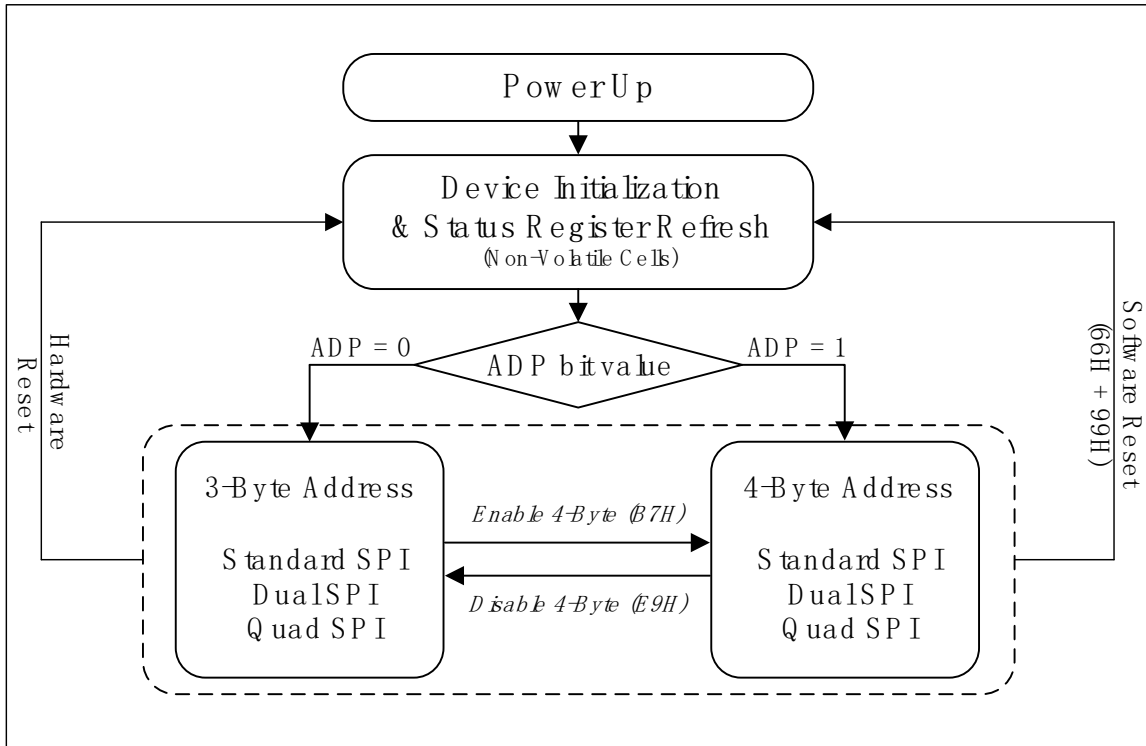 Power Up
Device Initialization
& Status Register Refresh
(Non-Volatile Cells)
ADP = 0
ADP bit value
ADP = 1
Hardware
Reset
Software Reset
(66H + 99H)
3-Byte Address
Standard SPI
Dual SPI
Quad SPI
Enable 4-Byte (B7H)
Disable 4-Byte (E9H)
4-Byte Address
Standard SPI
Dual SPI
Quad SPI